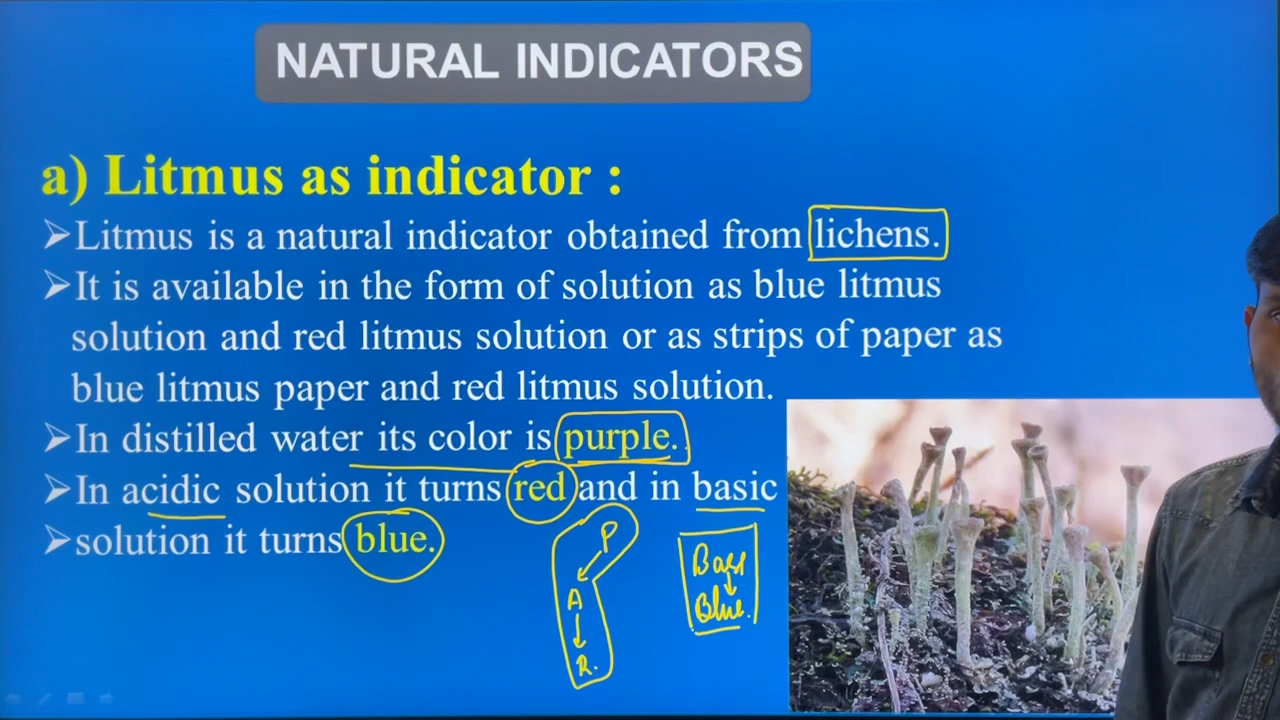 NATURAL INDICATORS
a) Litmus as indicator :
➢Litmus is a natural indicator obtained from lichens.
➢It is available in the form of solution as blue litmus
solution and red litmus solution or as strips of paper as
blue litmus paper and red litmus solution.
➢In distilled water its color is purple.
➢In acidic solution it turns red and in basic
➢solution it turns blue.
P
A
R.
Base
Blue.